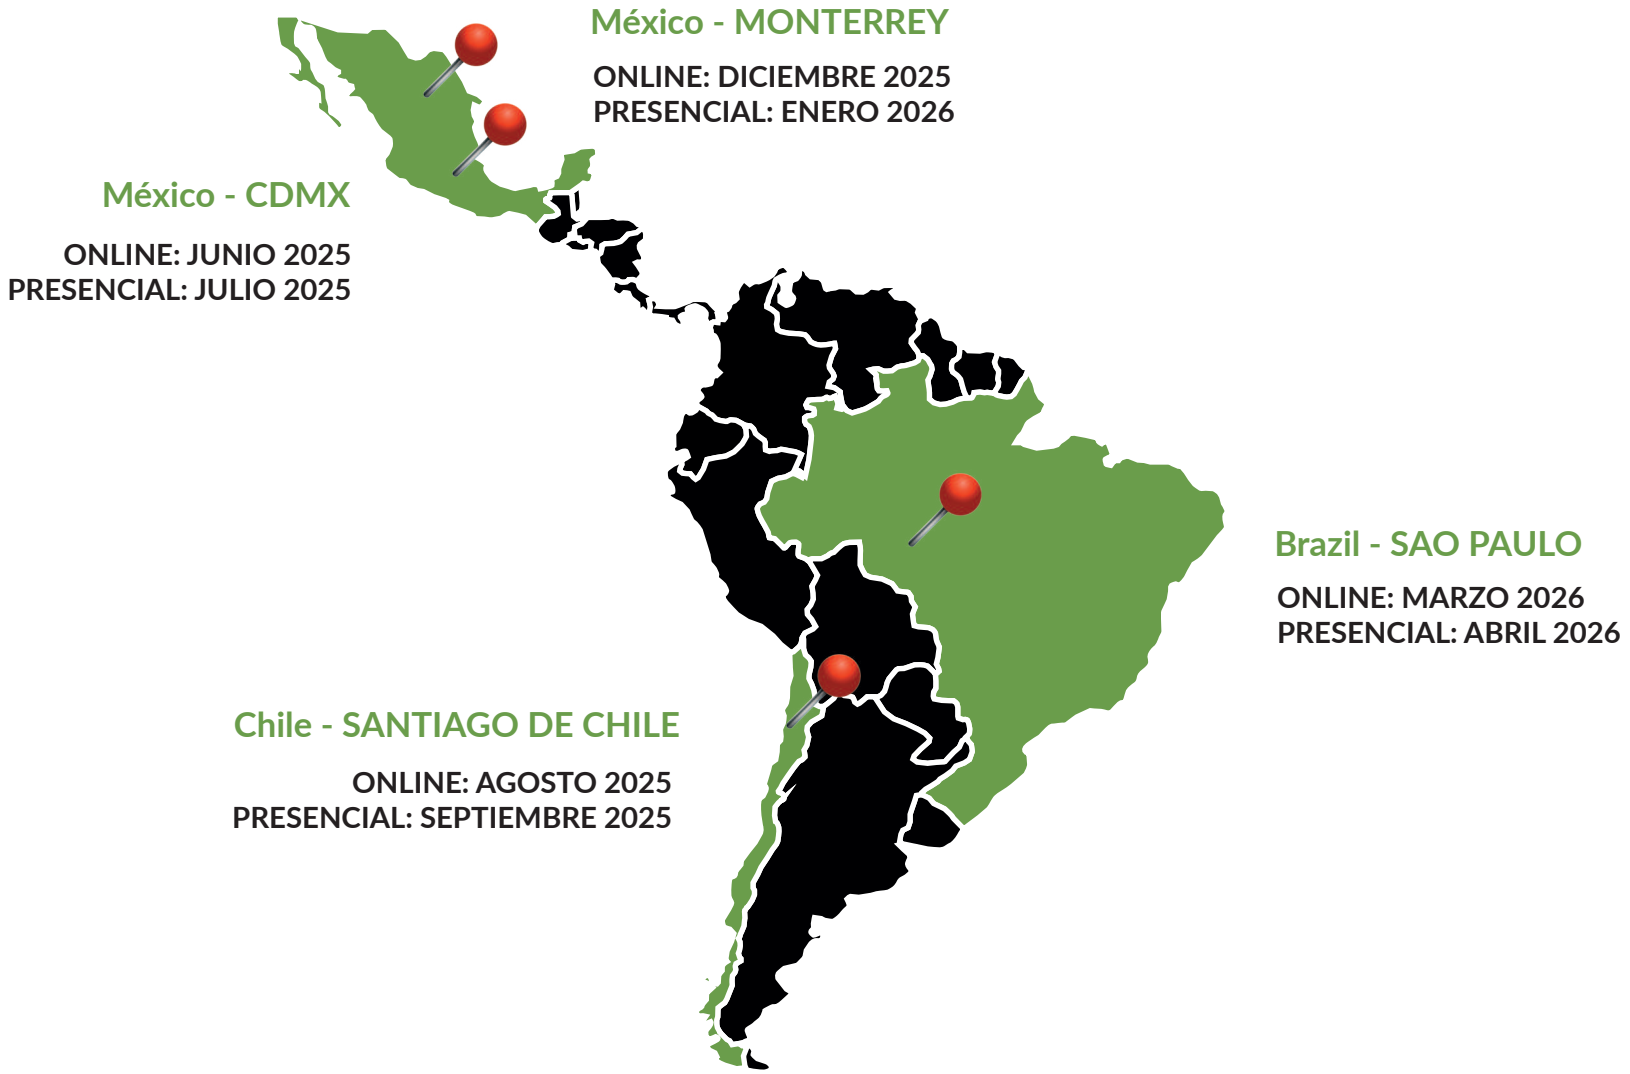 México - MONTERREY
ONLINE: DICIEMBRE 2025
PRESENCIAL: ENERO 2026
México - CDMX
ONLINE: JUNIO 2025
PRESENCIAL: JULIO 2025
Brazil - SAO PAULO
ONLINE: MARZO 2026
PRESENCIAL: ABRIL 2026
Chile - SANTIAGO DE CHILE
ONLINE: AGOSTO 2025
PRESENCIAL: SEPTIEMBRE 2025